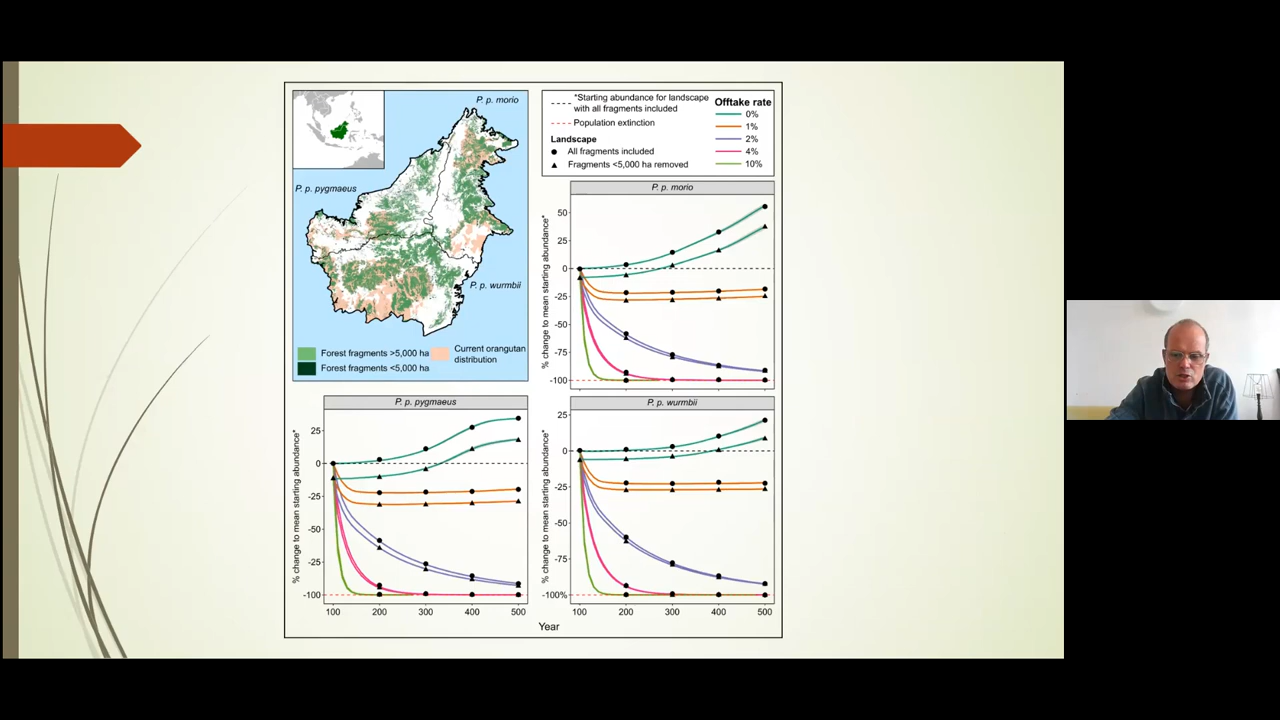 P. p. morio
P. p. pygmaeus
P. p. wurmbii
Forest fragments >5,000 ha
Forest fragments <5,000 ha
Current orangutan
distribution
*Starting abundance for landscape
with all fragments included
Population extinction
Landscape
All fragments included
Fragments <5,000 ha removed
Offtake rate
0%
1%
2%
4%
10%
P. p. morio
% change to mean starting abundance*
50
25
0
-25
-50
-75
-100
P. p. pygmaeus
% change to mean starting abundance*
25
0
-25
-50
-25
-100
100 200 300 400 500
P. p. wurmbii
% change to mean starting abundance*
25
0
-25
-50
-75
-100%
100 200 300 400 500
Year